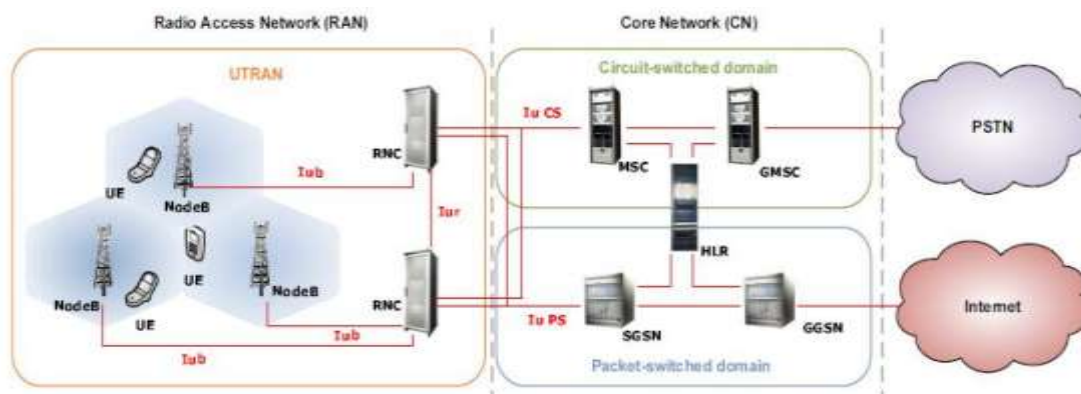 Radio Access Network (RAN)
Core Network (CN)
UTRAN
Circuit-switched domain
Iu CS
RNC
MSC
GMSC
PSTN
UE
NodeB
Iub
Iur
HLR
UE
NodeB
NodeB
UE
RNC
Iu PS
SGSN
GGSN
Internet
Iub
Iub
Packet-switched domain